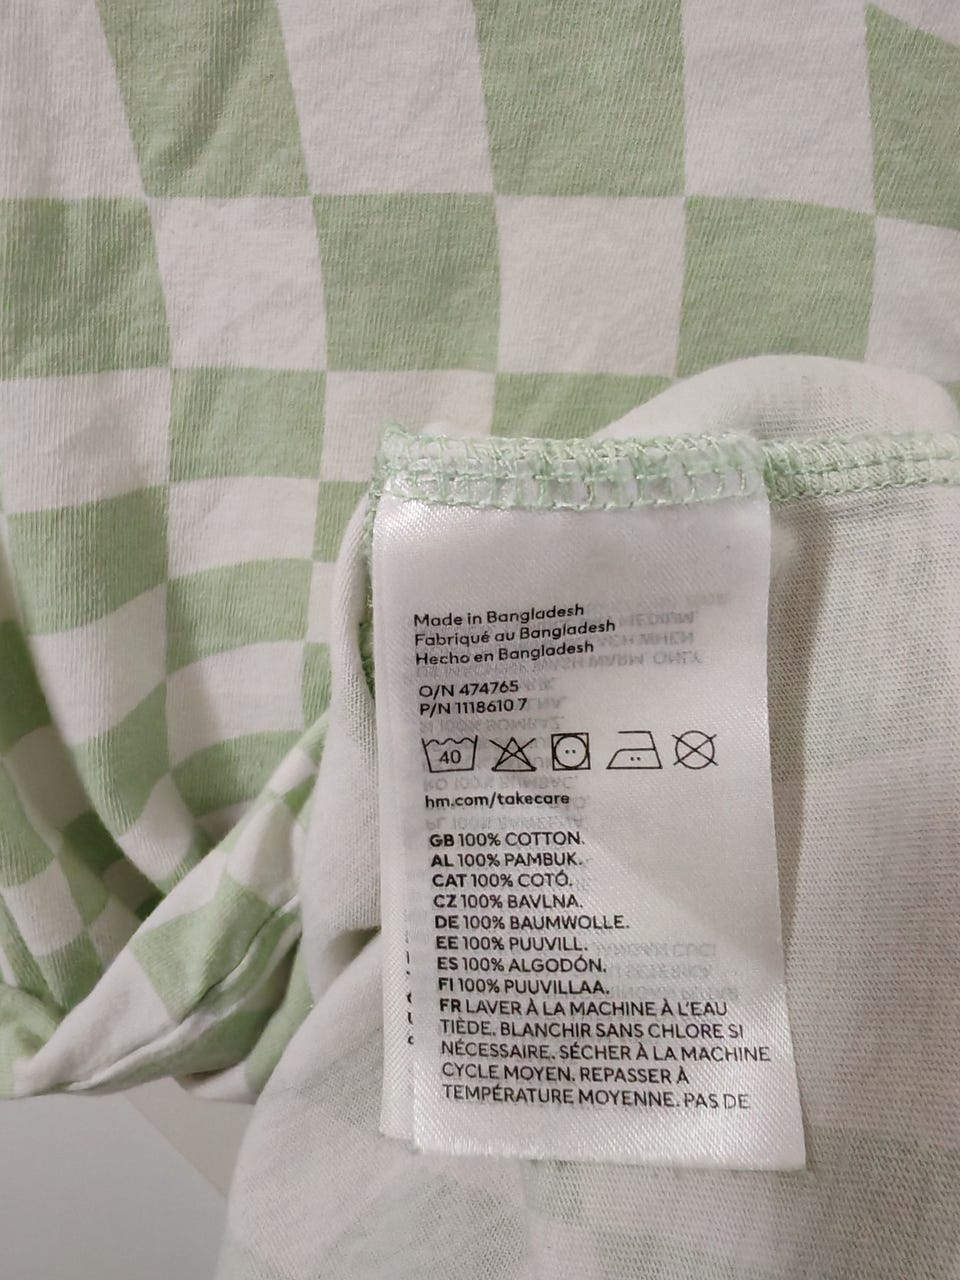 Made in Bangladesh
Fabriqué au Bangladesh
Hecho en Bangladesh
O/N 474765
P/N 1118610 7
40
hm.com/takecare
GB 100% COTTON.
AL 100% PAMBUK.
CAT 100% COTÓ.
CZ 100% BAVLNA.
DE 100% BAUMWOLLE.
EE 100% PUUVILL.
ES 100% ALGODÓN.
FI 100% PUUVILLAA.
FR LAVER À LA MACHINE À L'EAU
TIÈDE. BLANCHIR SANS CHLORE SI
NÉCESSAIRE. SÉCHER À LA MACHINE
CYCLE MOYEN. REPASSER À
TEMPÉRATURE MOYENNE. PAS DE